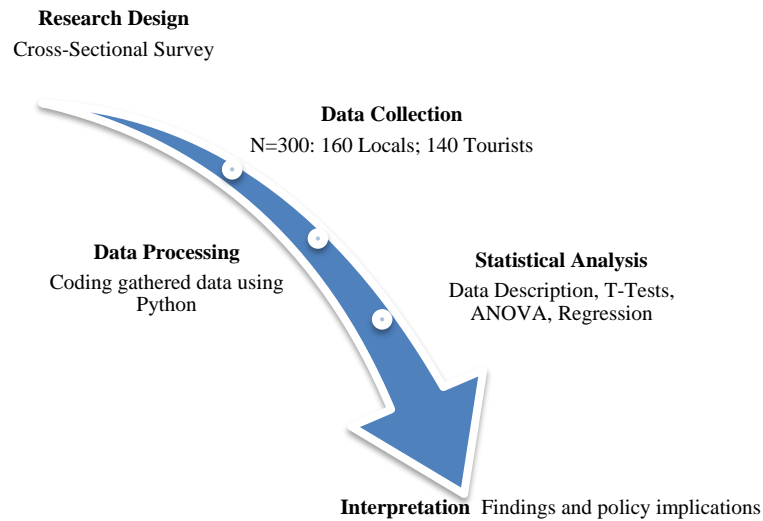 Research Design
Cross-Sectional Survey
Data Collection
N=300: 160 Locals; 140 Tourists
Data Processing
Coding gathered data using
Python
Statistical Analysis
Data Description, T-Tests,
ANOVA, Regression
Interpretation Findings and policy implications